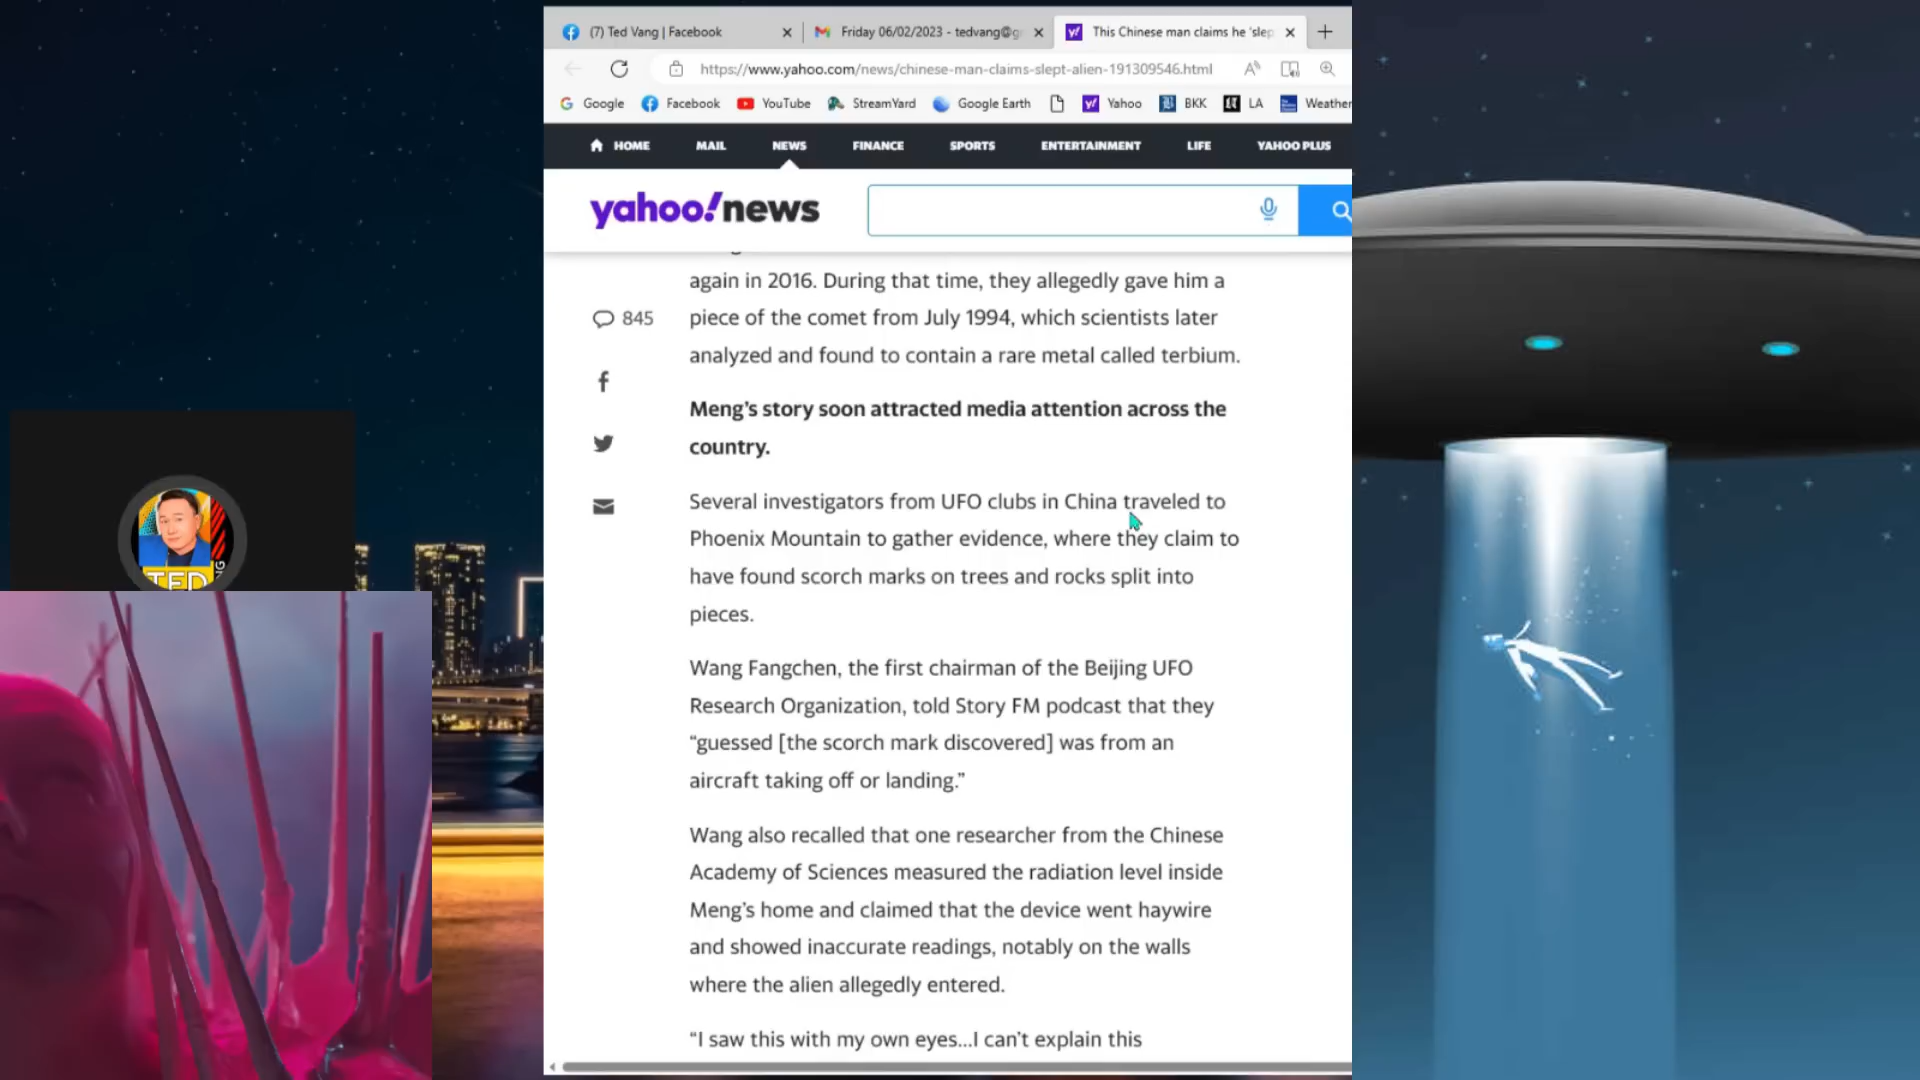 (7) Ted Vang | Facebook
Friday 06/02/2023 - tedvang@g
This Chinese man claims he 'slep
https://www.yahoo.com/news/chinese-man-claims-slept-alien-191309546.html
Google
Facebook
YouTube
StreamYard
Google Earth
Yahoo
BKK
LA
Weather
HOME
MAIL
NEWS
FINANCE
SPORTS
ENTERTAINMENT
LIFE
YAHOO PLUS
yahoo!news
again in 2016. During that time, they allegedly gave him a
845
piece of the comet from July 1994, which scientists later
analyzed and found to contain a rare metal called terbium.
Meng's story soon attracted media attention across the
country.
Several investigators from UFO clubs in China traveled to
Phoenix Mountain to gather evidence, where they claim to
have found scorch marks on trees and rocks split into
pieces.
Wang Fangchen, the first chairman of the Beijing UFO
Research Organization, told Story FM podcast that they
“guessed [the scorch mark discovered] was from an
aircraft taking off or landing.”
Wang also recalled that one researcher from the Chinese
Academy of Sciences measured the radiation level inside
Meng's home and claimed that the device went haywire
and showed inaccurate readings, notably on the walls
where the alien allegedly entered.
“I saw this with my own eyes...I can't explain this
TED